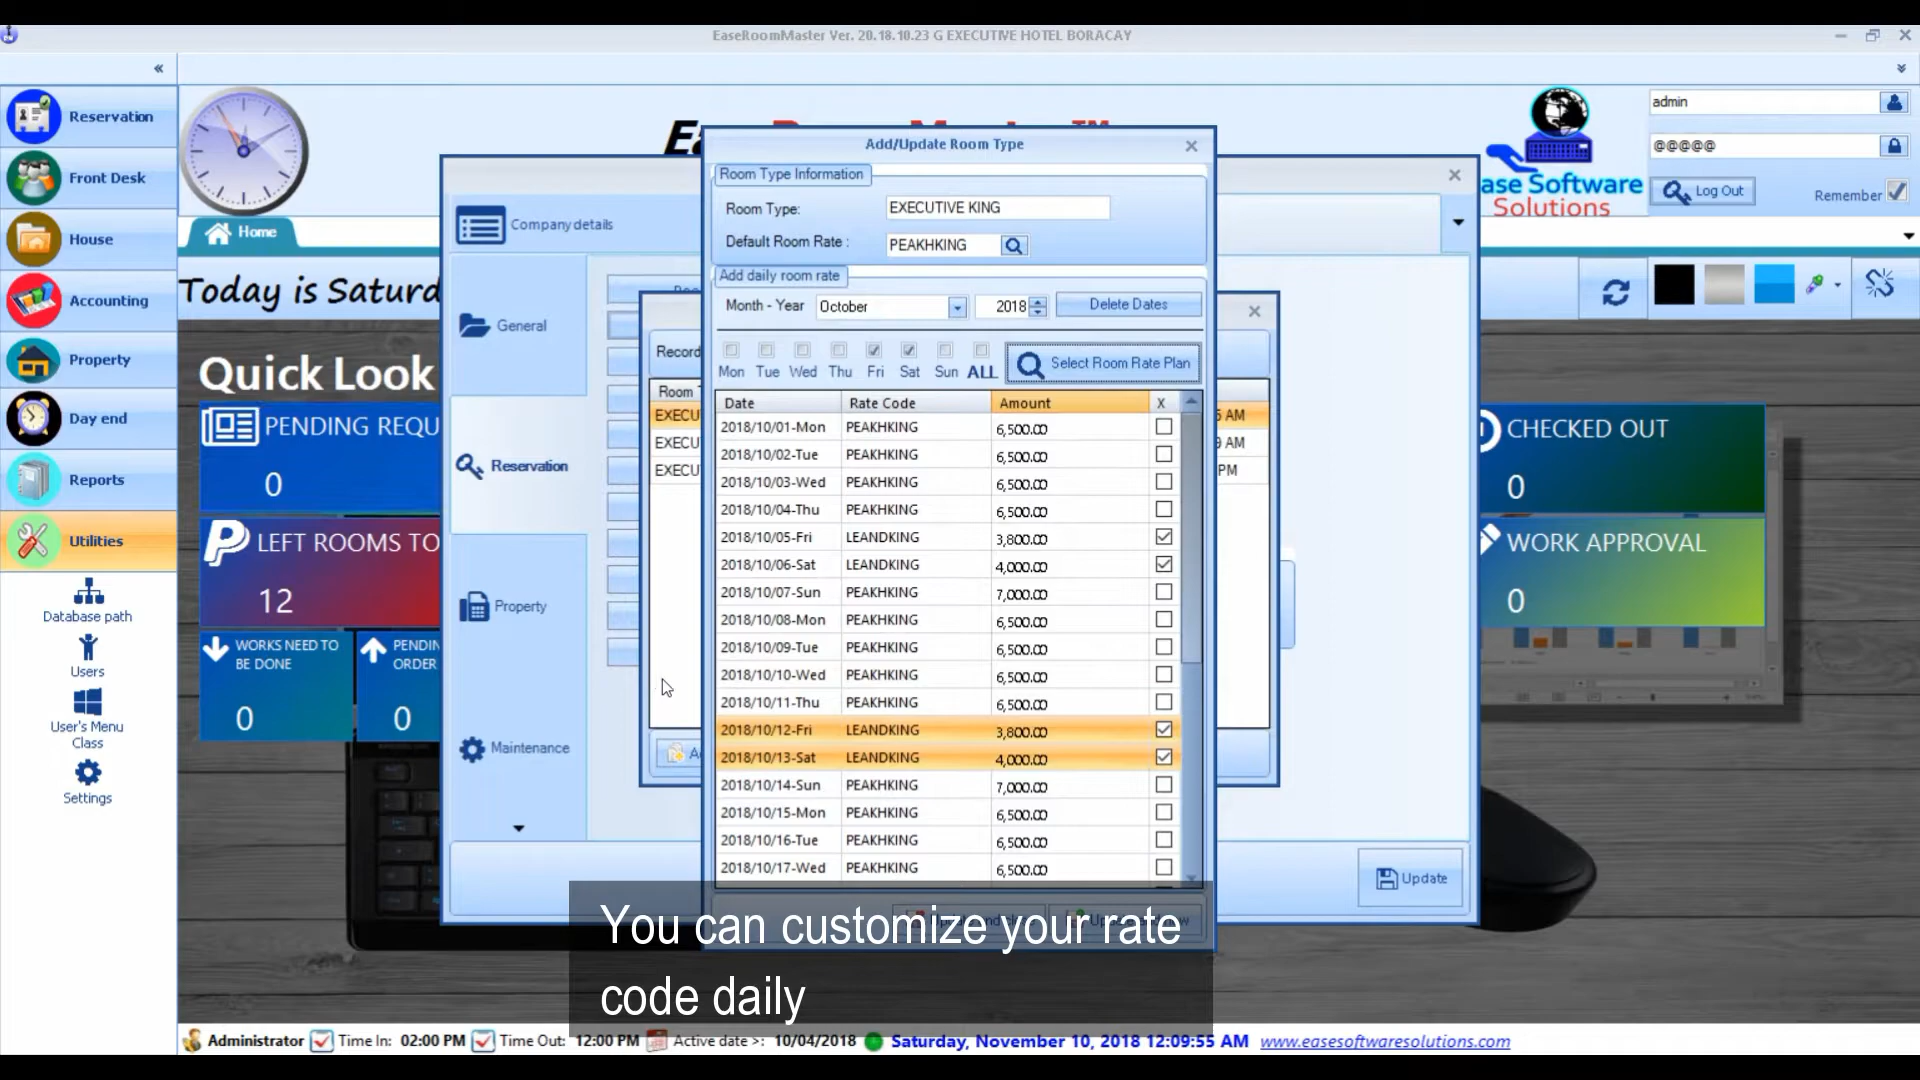 EaseRoomMaster Ver. 20.18.10.23 G EXECUTIVE HOTEL BORACAY
Reservation
Front Desk
House
Accounting
Property
Day end
Reports
Utilities
Database path
Users
User's Menu
Class
Settings
Home
Today is Saturd
Quick Look
PENDING REQU
0
LEFT ROOMS TO
12
WORKS NEED TO
BE DONE
0
PENDIN
ORDER
0
Company details
General
Reservation
Property
Maintenance
Record
Room T
EXECU
EXECU
EXECU
Add/Update Room Type
Room Type Information
Room Type: EXECUTIVE KING
Default Room Rate : PEAKHKING
Add daily room rate
Month - Year October 2018 Delete Dates
Mon Tue Wed Thu Fri Sat Sun ALL Select Room Rate Plan
Date Rate Code Amount X
2018/10/01-Mon PEAKHKING 6,500.00
2018/10/02-Tue PEAKHKING 6,500.00
2018/10/03-Wed PEAKHKING 6,500.00
2018/10/04-Thu PEAKHKING 6,500.00
2018/10/05-Fri LEANDKING 3,800.00
2018/10/06-Sat LEANDKING 4,000.00
2018/10/07-Sun PEAKHKING 7,000.00
2018/10/08-Mon PEAKHKING 6,500.00
2018/10/09-Tue PEAKHKING 6,500.00
2018/10/10-Wed PEAKHKING 6,500.00
2018/10/11-Thu PEAKHKING 6,500.00
2018/10/12-Fri LEANDKING 3,800.00
2018/10/13-Sat LEANDKING 4,000.00
2018/10/14-Sun PEAKHKING 7,000.00
2018/10/15-Mon PEAKHKING 6,500.00
2018/10/16-Tue PEAKHKING 6,500.00
2018/10/17-Wed PEAKHKING 6,500.00
AM
AM
PM
Update
ase Software
Solutions
admin
@@@@@
Log Out
Remember
CHECKED OUT
0
WORK APPROVAL
0
You can customize your rate
code daily
Administrator Time In: 02:00 PM Time Out: 12:00 PM Active date >: 10/04/2018 Saturday, November 10, 2018 12:09:55 AM www.easesoftwaresolutions.com